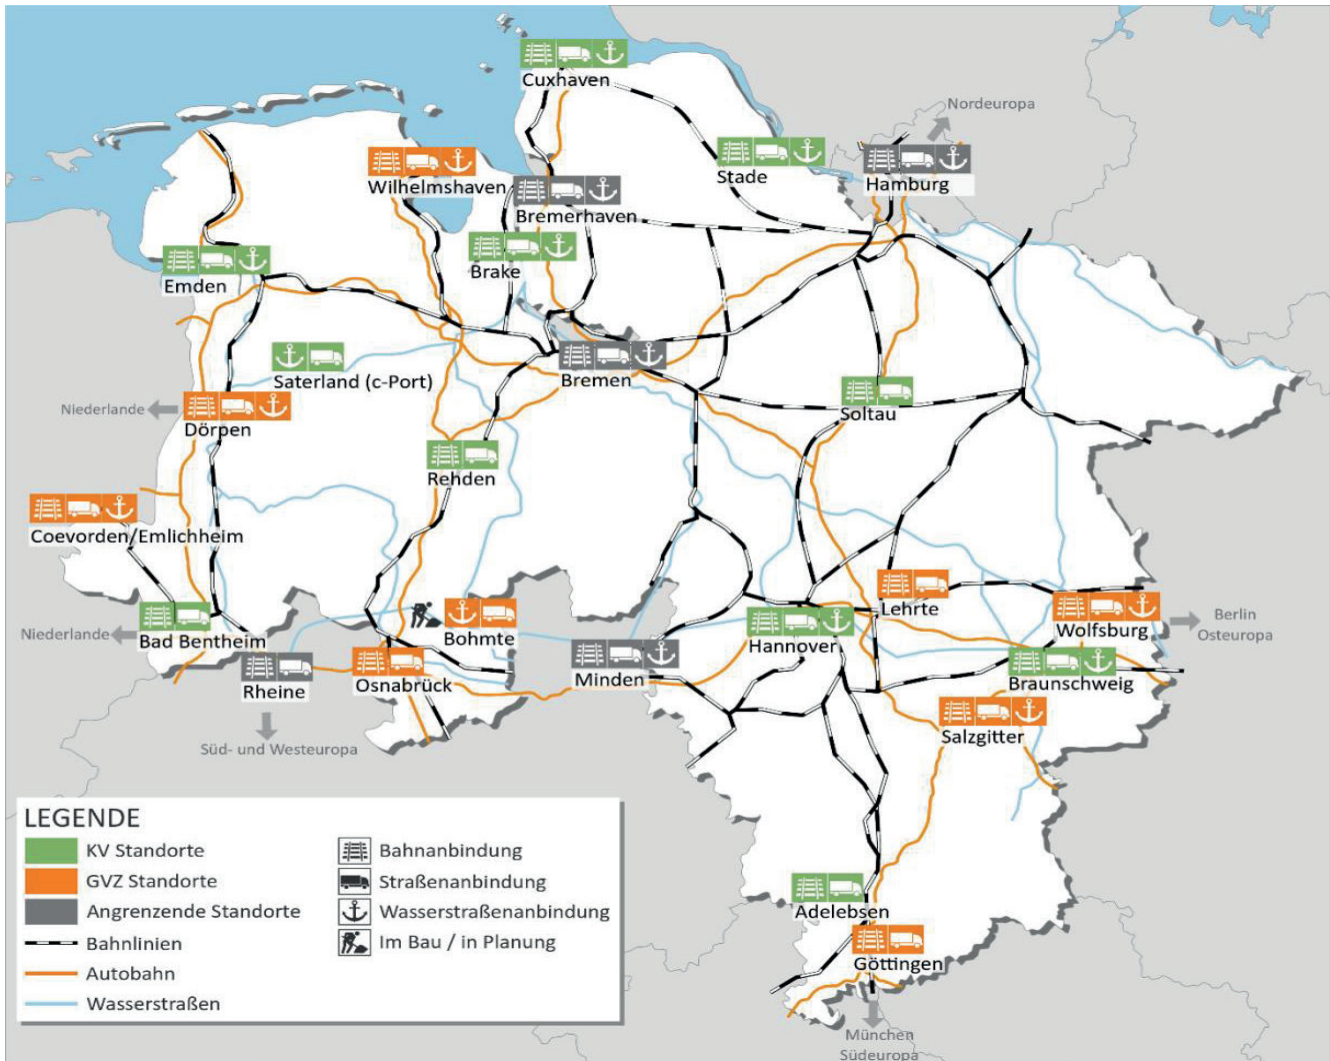 Cuxhaven
Nordeuropa
Stade
Hamburg
Wilhelmshaven
Bremerhaven
Brake
Emden
Saterland (c-Port)
Bremen
Soltau
Niederlande
Dörpen
Rehden
Coevorden/Emlichheim
Lehrte
Bohmte
Wolfsburg
Berlin
Osteuropa
Niederlande
Bad Bentheim
Hannover
Rheine
Osnabrück
Minden
Braunschweig
Süd- und Westeuropa
Salzgitter
LEGENDE
KV Standorte
GVZ Standorte
Angrenzende Standorte
Bahnlinien
Autobahn
Wasserstraßen
Bahnanbindung
Straßenanbindung
Wasserstraßenanbindung
Im Bau / in Planung
Adelebsen
Göttingen
München
Südeuropa